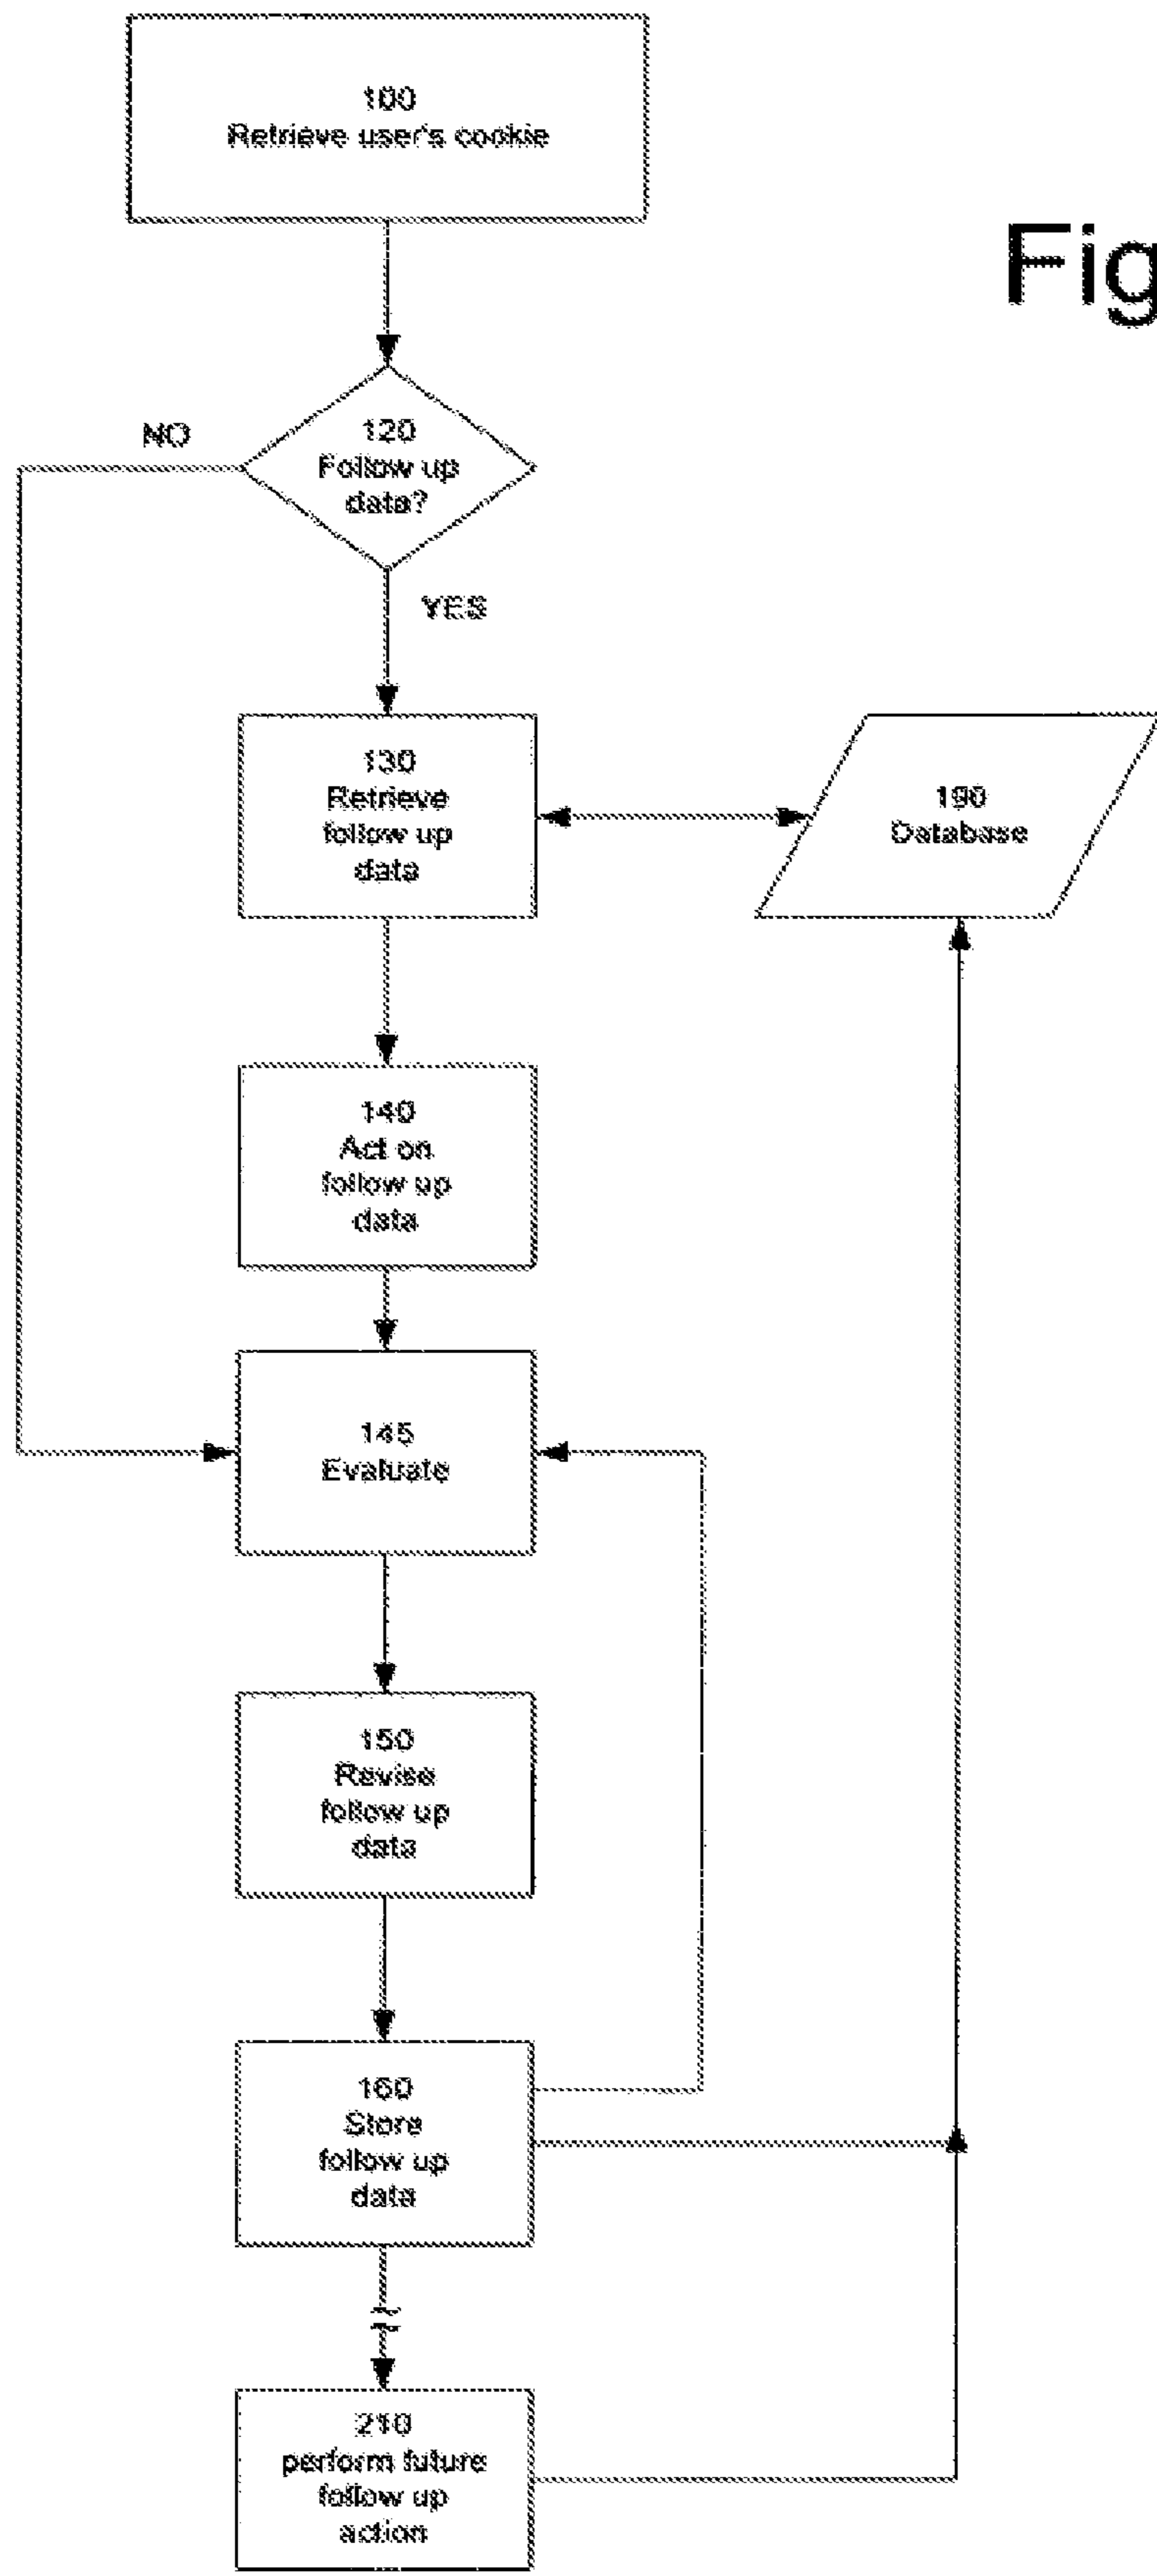 100
Retrieve user's cookie
Fig
NO
120
Follow up
data?
YES
130
Retrieve
follow up
data
190
Database
140
Act on
follow up
data
145
Evaluate
150
Revise
follow up
data
160
Store
follow up
data
210
perform future
follow up
action